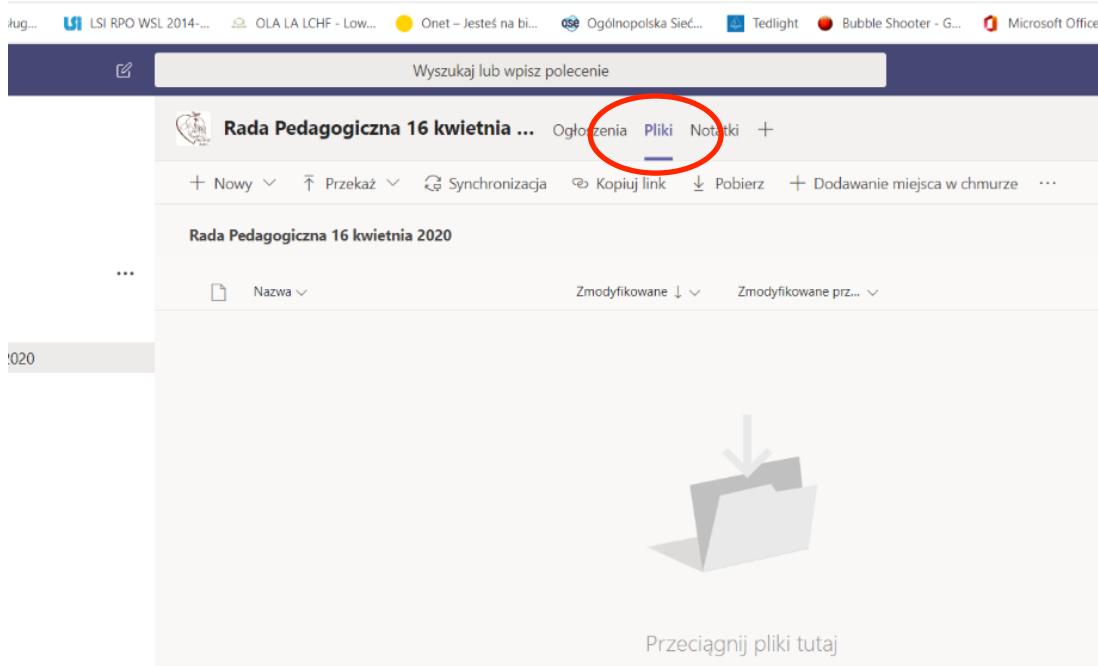 ług... LSI RPO WSL 2014-... OLA LA LCHF - Low... Onet – Jesteś na bi... OSE Ogólnopolska Sieć... Tedlight Bubble Shooter - G... Microsoft Office
Wyszukaj lub wpisz polecenie
Rada Pedagogiczna 16 kwietnia ... Ogłoszenia Pliki Notatki +
+ Nowy Przekaż Synchronizacja Kopiuj link Pobierz + Dodawanie miejsca w chmurze ...
Rada Pedagogiczna 16 kwietnia 2020
...
Nazwa Zmodyfikowane ↓ Zmodyfikowane prz...
2020
Przeciągnij pliki tutaj